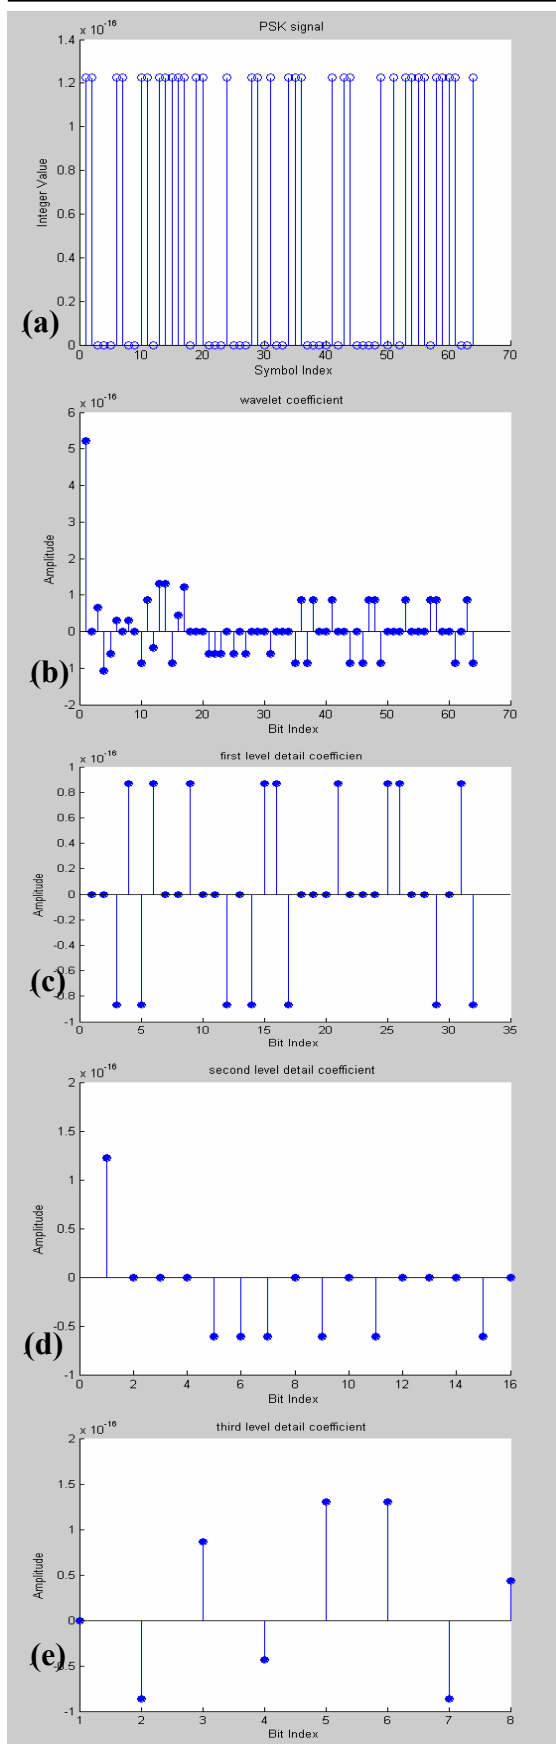 PSK signal
x 10^-16
1.4
1.2
1
0.8
0.6
0.4
0.2
0
Integer Value
(a)
0 10 20 30 40 50 60 70
Symbol Index
wavelet coefficient
x 10^-16
6
5
4
3
2
1
0
-1
-2
Amplitude
(b)
0 10 20 30 40 50 60 70
Bit Index
first level detail coefficien
x 10^-16
1
0.8
0.6
0.4
0.2
0
-0.2
-0.4
-0.6
-0.8
-1
Amplitude
(c)
0 5 10 15 20 25 30 35
Bit Index
second level detail coefficient
x 10^-16
2
1.5
1
0.5
0
-0.5
-1
Amplitude
(d)
0 2 4 6 8 10 12 14 16
Bit Index
third level detail coefficient
x 10^-16
2
1.5
1
0.5
0
-0.5
-1
Amplitude
(e)
1 2 3 4 5 6 7 8
Bit Index